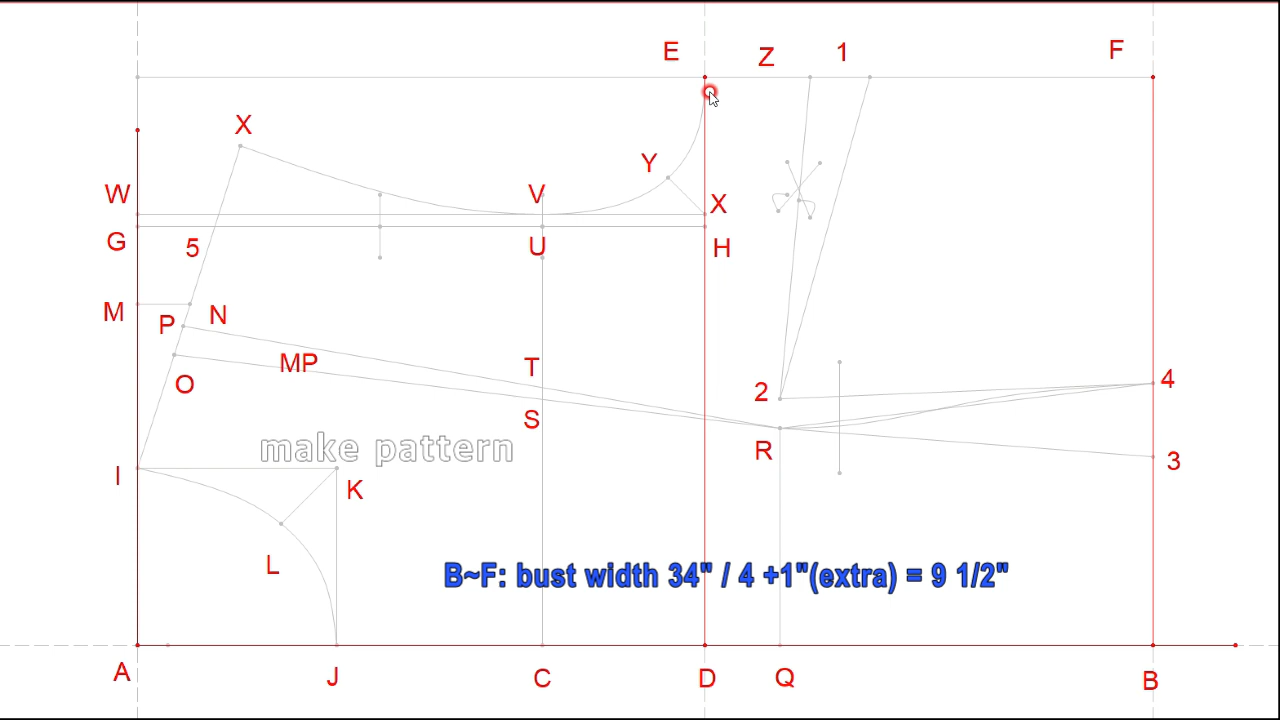 E Z 1 F
X
Y
W V X
G 5 U H
M P N
MP T
O 2 4
S
make pattern
R
I K 3
L
B~F: bust width 34" / 4 +1"(extra) = 9 1/2"
A J C D Q B